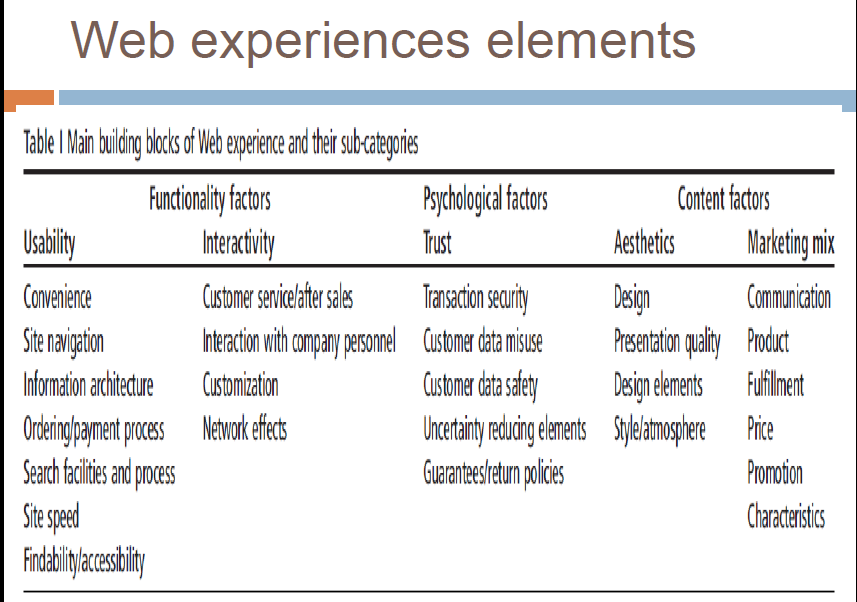 Web experiences elements
Table I Main building blocks of Web experience and their sub-categories
Functionality factors Psychological factors Content factors
Usability Interactivity Trust Aesthetics Marketing mix
Convenience Customer service/after sales Transaction security Design Communication
Site navigation Interaction with company personnel Customer data misuse Presentation quality Product
Information architecture Customization Customer data safety Design elements Fulfillment
Ordering/payment process Network effects Uncertainty reducing elements Style/atmosphere Price
Search facilities and process Guarantees/return policies Promotion
Site speed Characteristics
Findability/accessibility